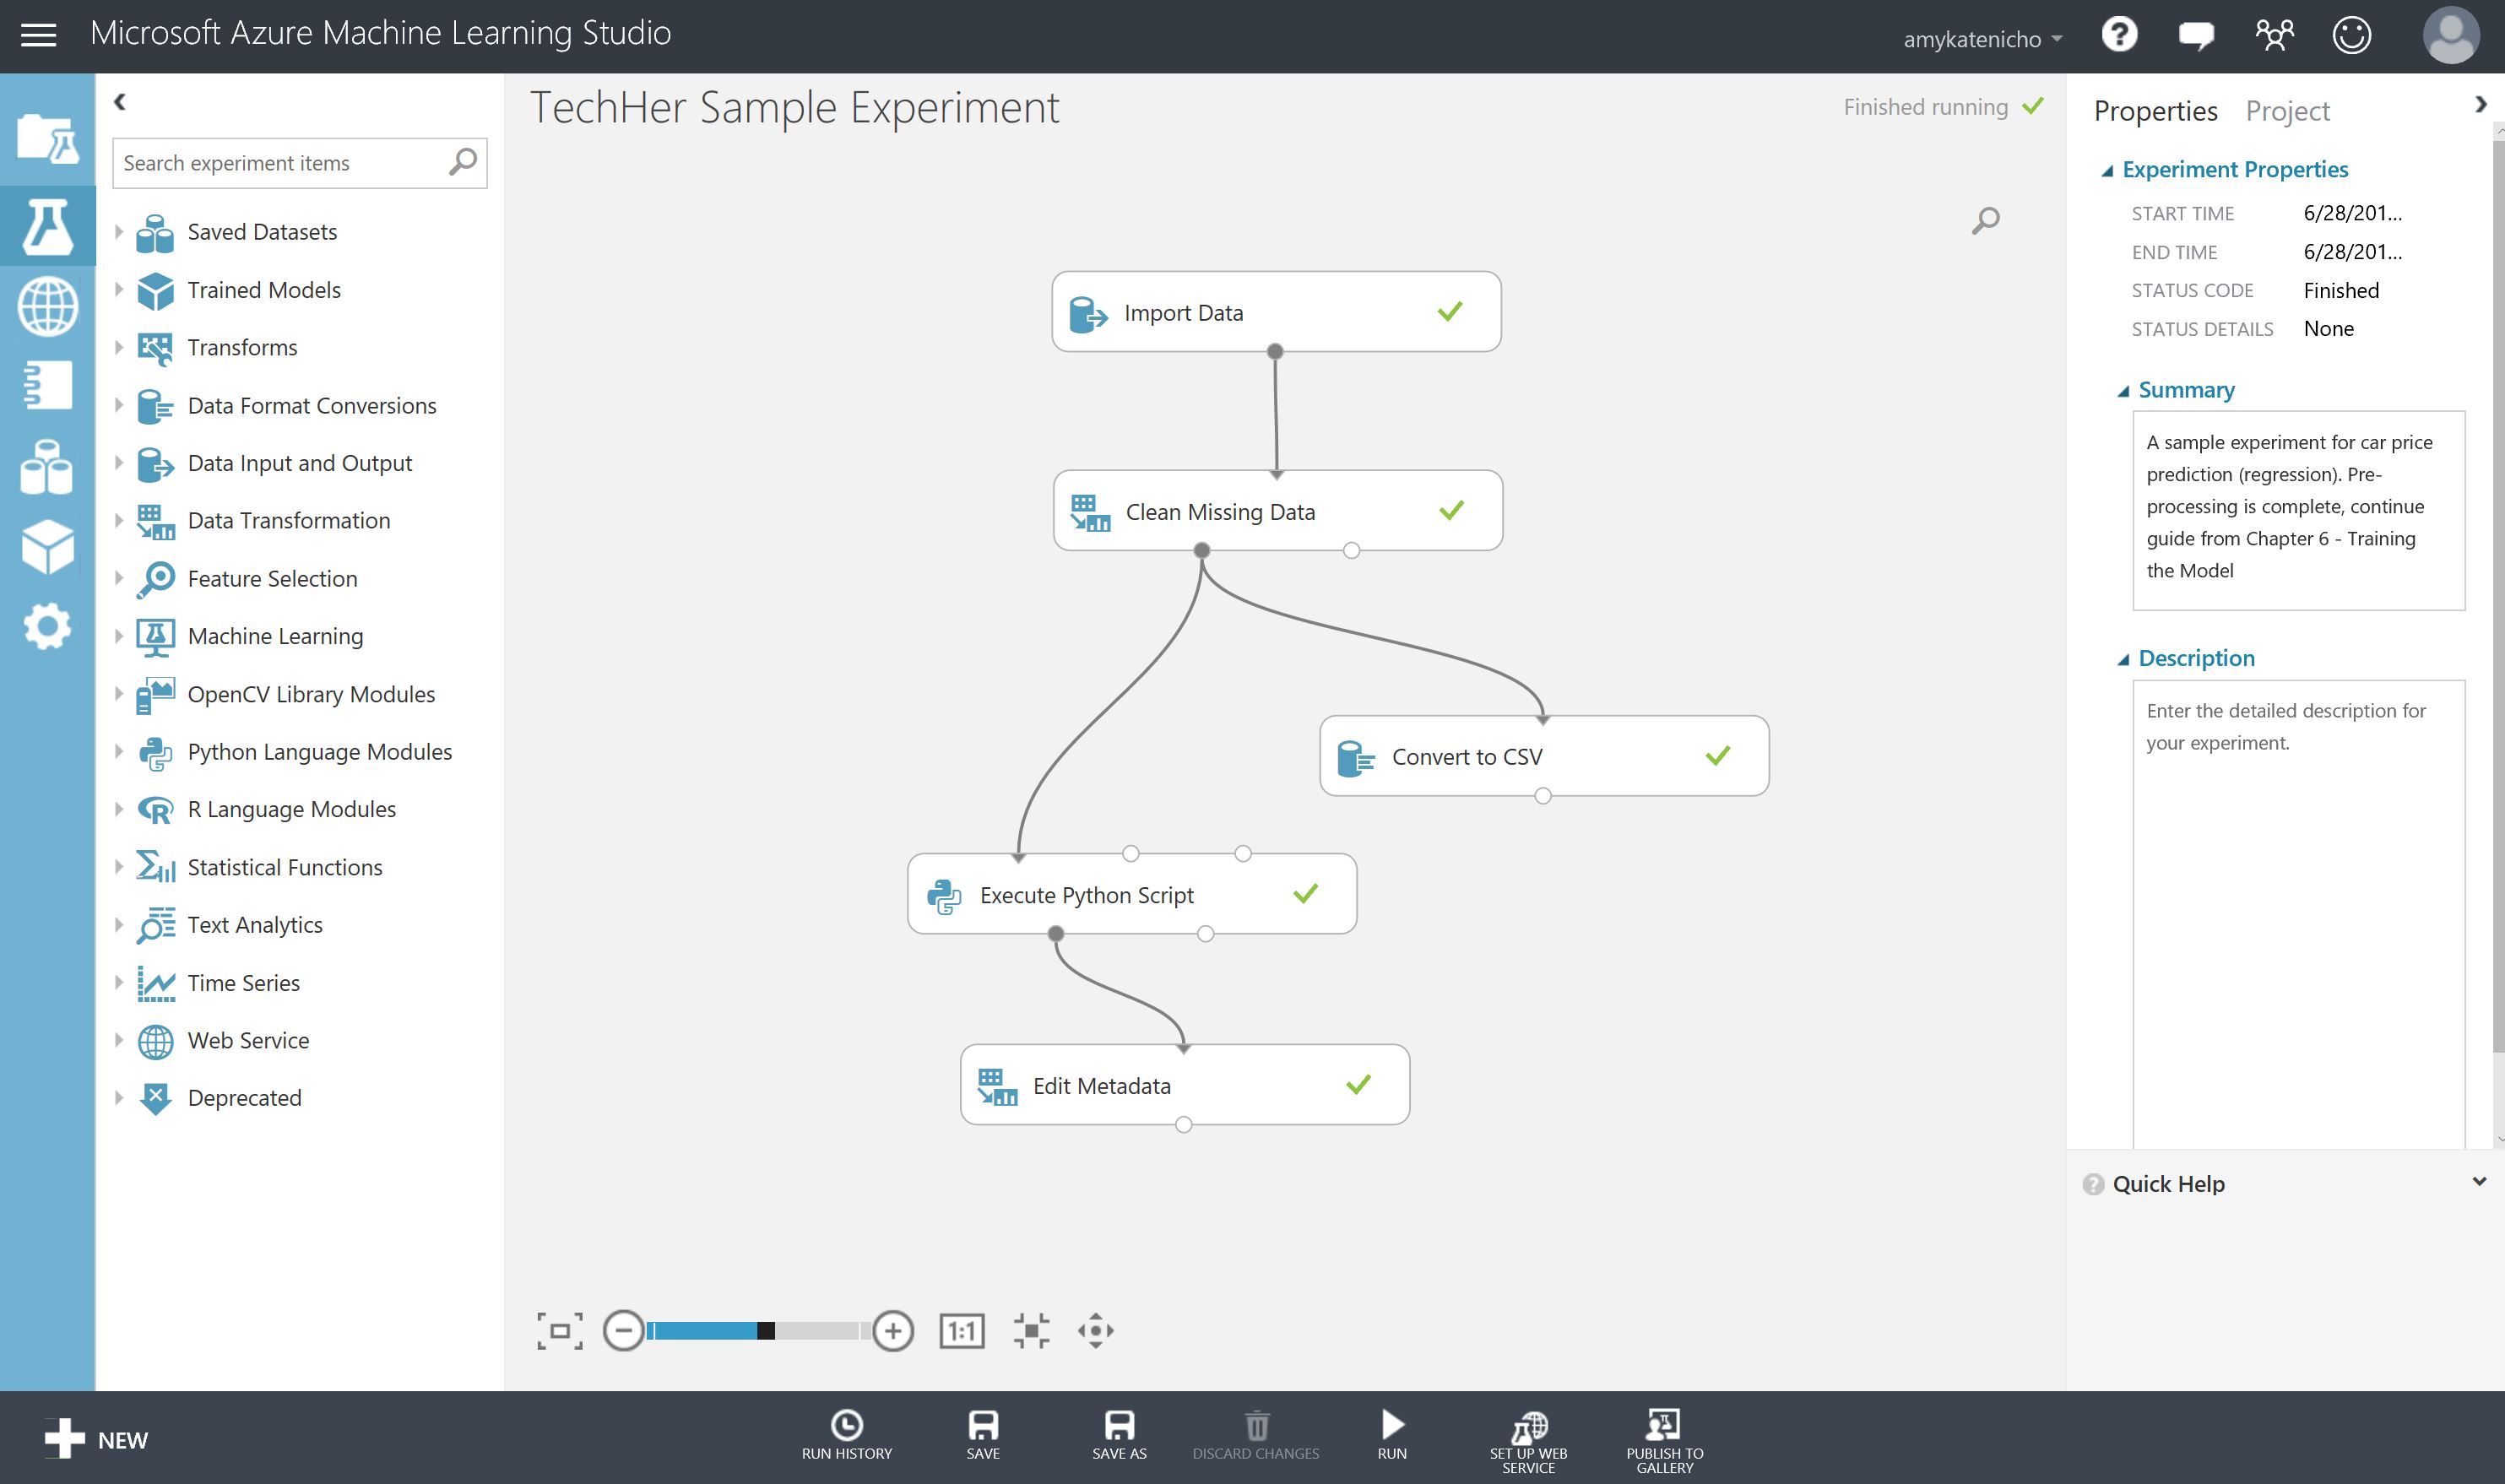 Microsoft Azure Machine Learning Studio
amykatenicho
?
Search experiment items
Saved Datasets
Trained Models
Transforms
Data Format Conversions
Data Input and Output
Data Transformation
Feature Selection
Machine Learning
OpenCV Library Modules
Python Language Modules
R Language Modules
Statistical Functions
Text Analytics
Time Series
Web Service
Deprecated
TechHer Sample Experiment
Finished running
Import Data
Clean Missing Data
Convert to CSV
Execute Python Script
Edit Metadata
1:1
Properties Project
Experiment Properties
START TIME 6/28/201...
END TIME 6/28/201...
STATUS CODE Finished
STATUS DETAILS None
Summary
A sample experiment for car price
prediction (regression). Pre-
processing is complete, continue
guide from Chapter 6 - Training
the Model
Description
Enter the detailed description for
your experiment.
? Quick Help
NEW
RUN HISTORY
SAVE
SAVE AS
DISCARD CHANGES
RUN
SET UP WEB
SERVICE
PUBLISH TO
GALLERY